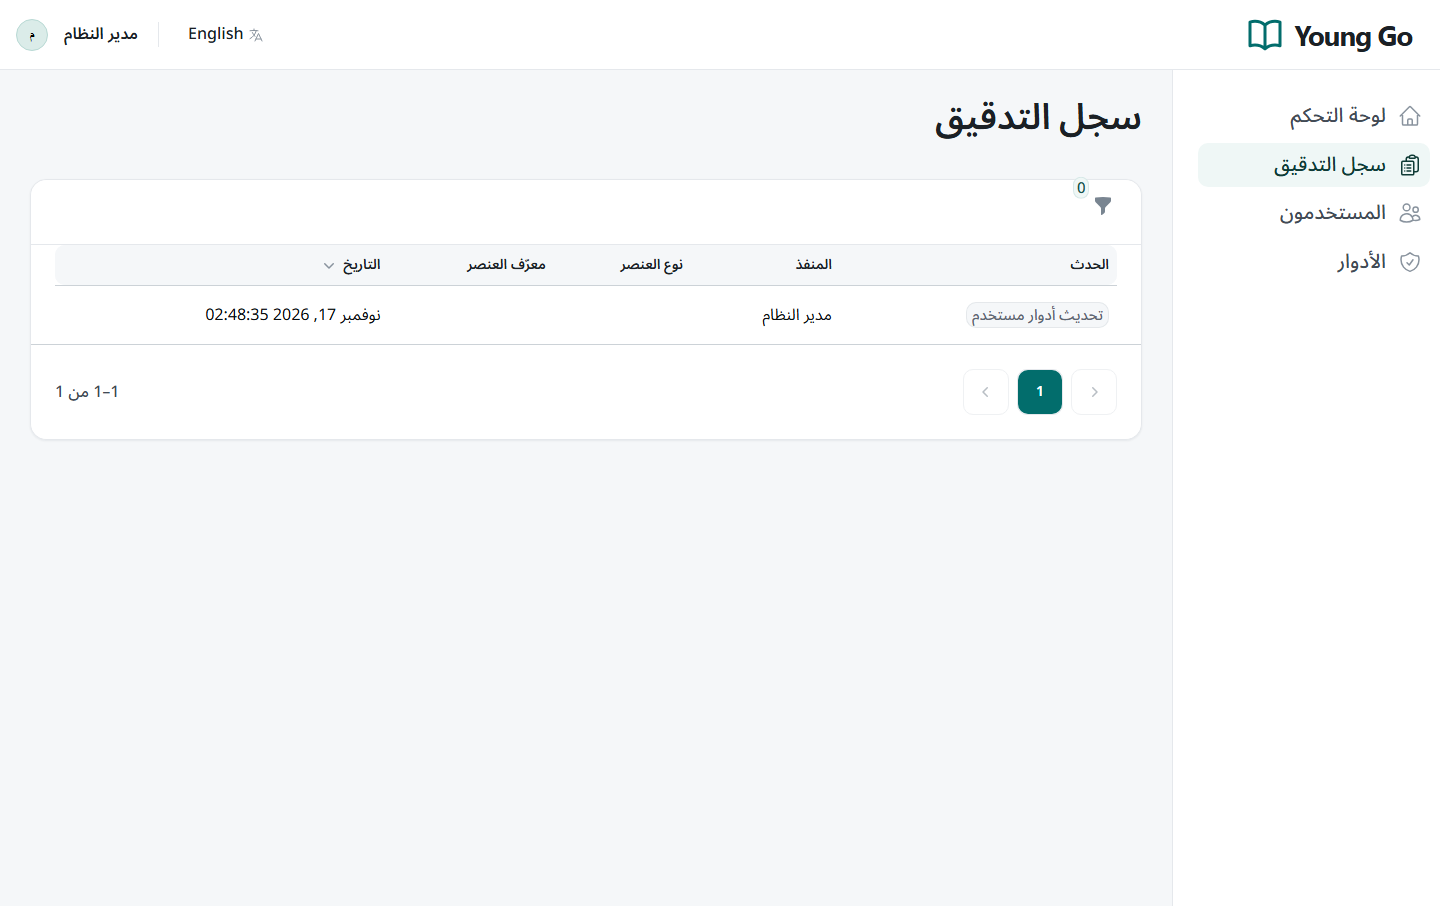 Young Go
English
مدير النظام
م
لوحة التحكم
سجل التدقيق
المستخدمون
الأدوار
سجل التدقيق
0
الحدث المنفذ نوع العنصر معرّف العنصر التاريخ
تحديث أدوار مستخدم مدير النظام نوفمبر 17, 2026 02:48:35
1
1–1 من 1